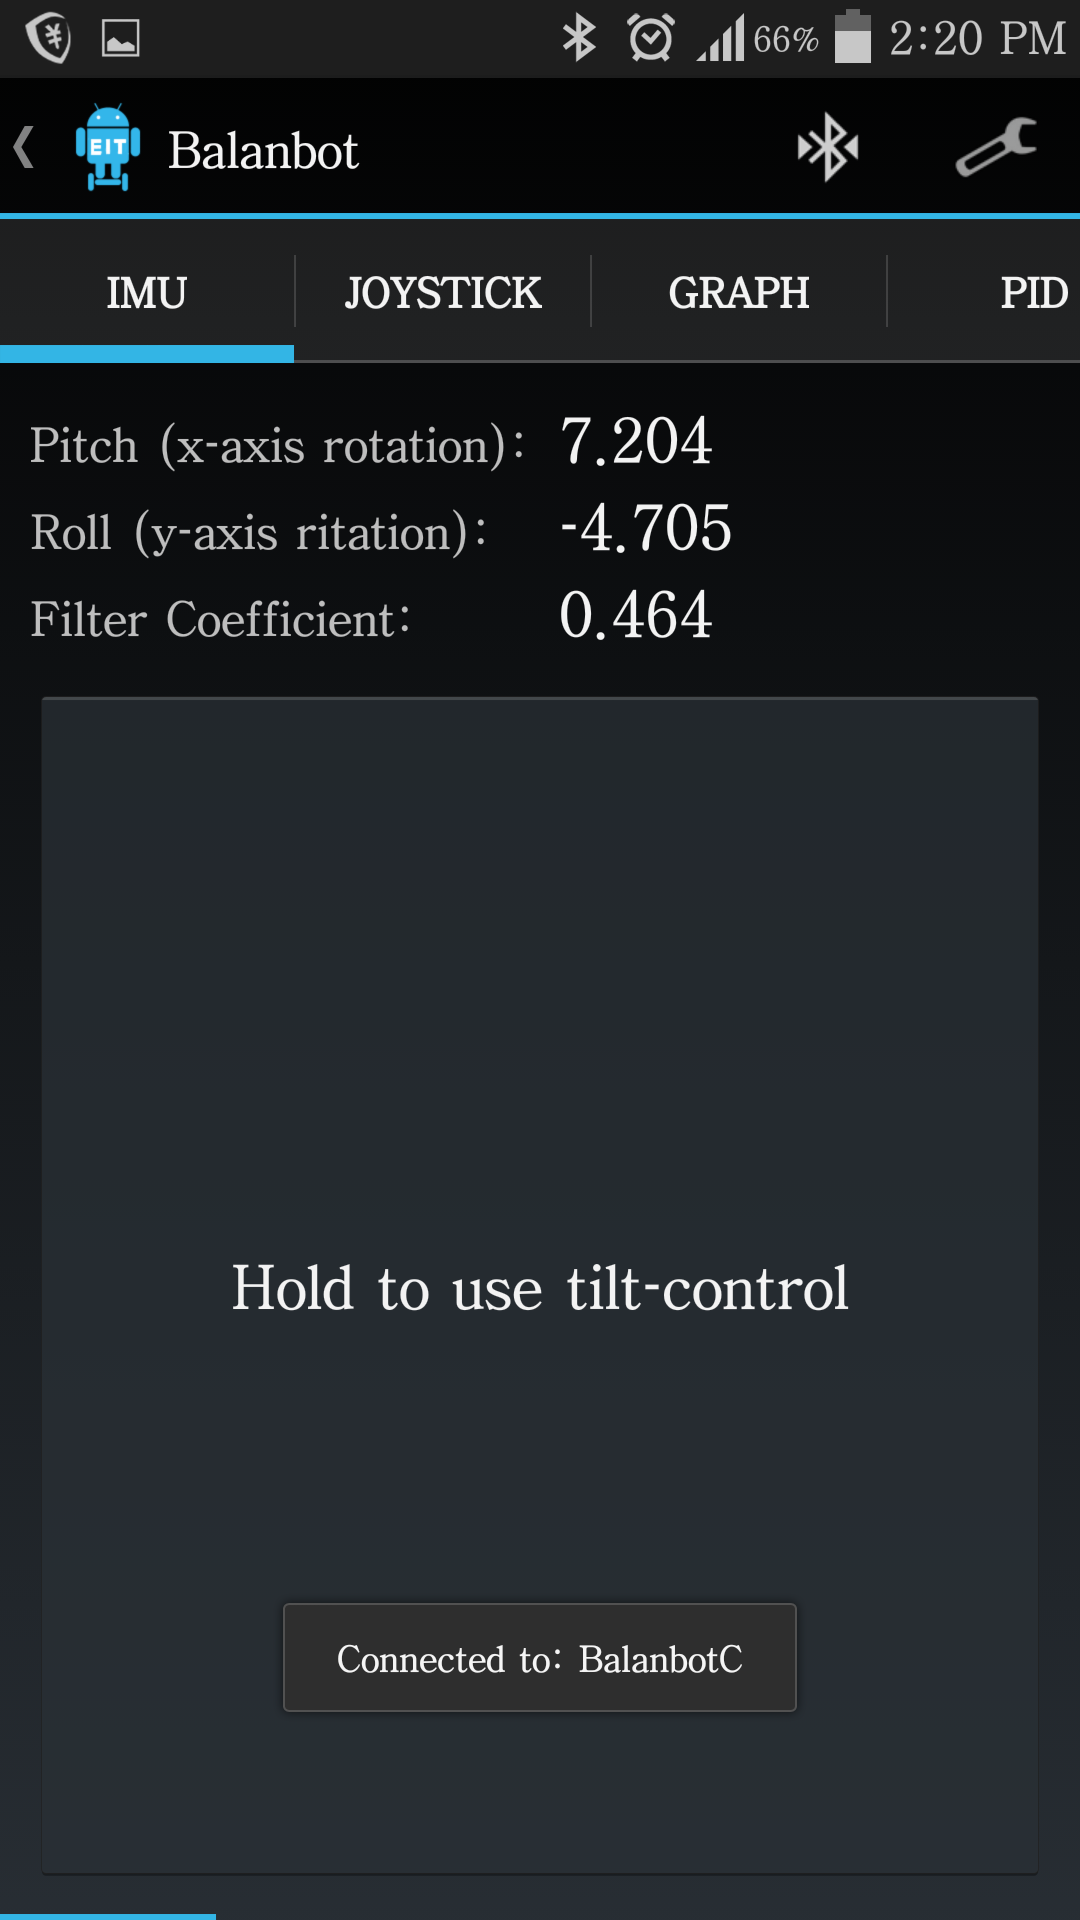 66% 2:20 PM
EIT Balanbot
IMU JOYSTICK GRAPH PID
Pitch (x-axis rotation): 7.204
Roll (y-axis ritation): -4.705
Filter Coefficient: 0.464
Hold to use tilt-control
Connected to: BalanbotC